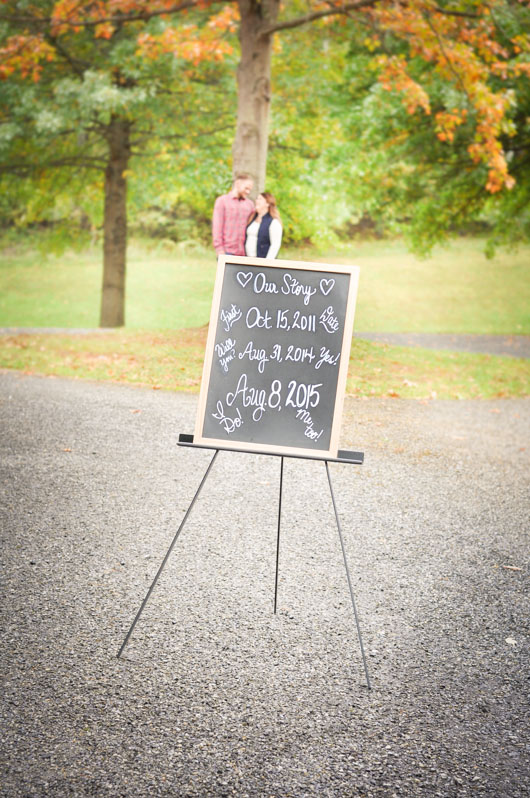 ♡ Our Story ♡
First Oct 15, 2011 Date
Will You? Aug 31, 2014 Yes!
Aug 8, 2015
I Do! Me too!